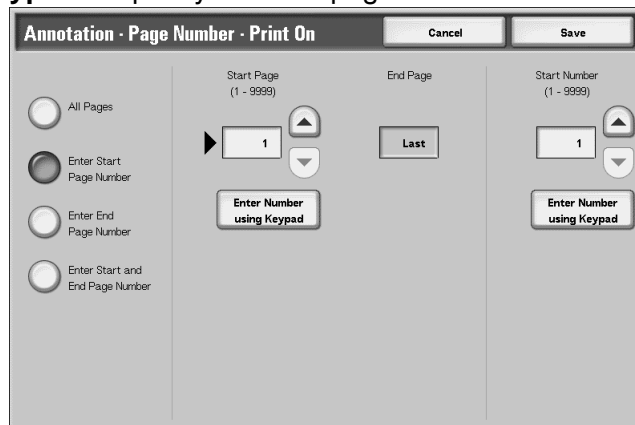 Annotation - Page Number - Print On
Cancel
Save
All Pages
Enter Start
Page Number
Enter End
Page Number
Enter Start and
End Page Number
Start Page
(1 - 9999)
1
Enter Number
using Keypad
End Page
Last
Start Number
(1 - 9999)
1
Enter Number
using Keypad